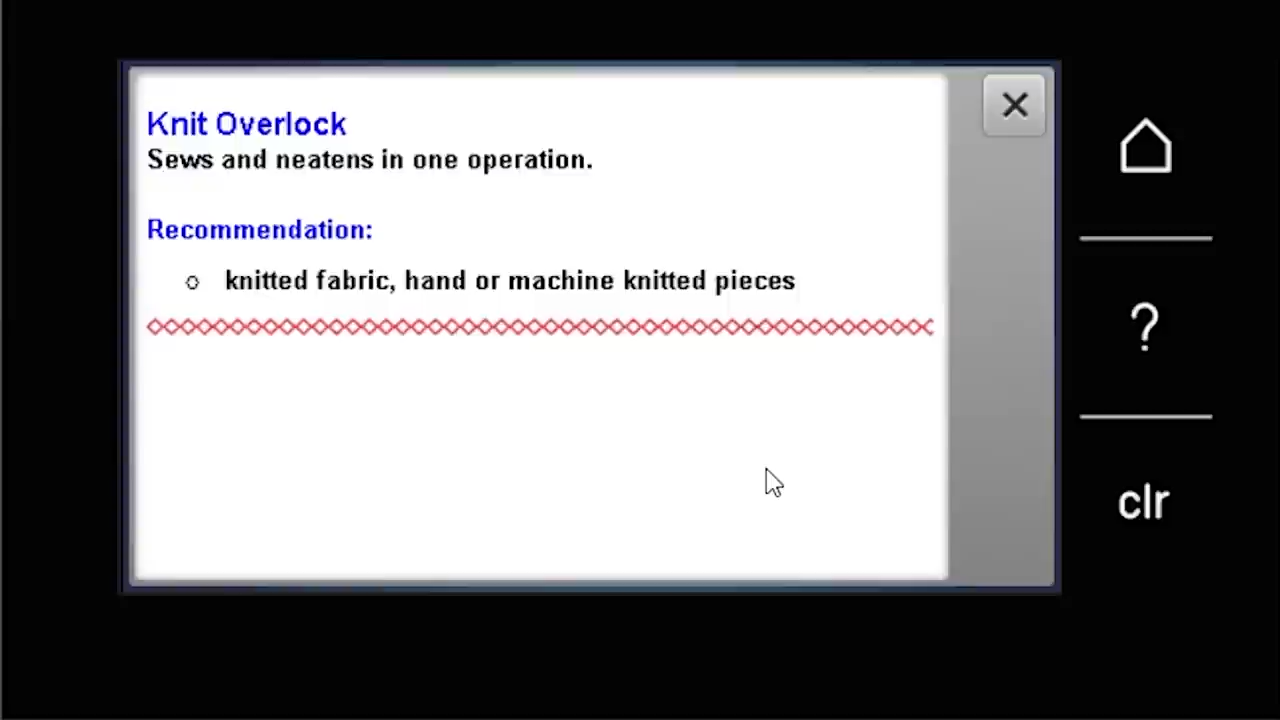 Knit Overlock
Sews and neatens in one operation.
Recommendation:
o knitted fabric, hand or machine knitted pieces
?
clr